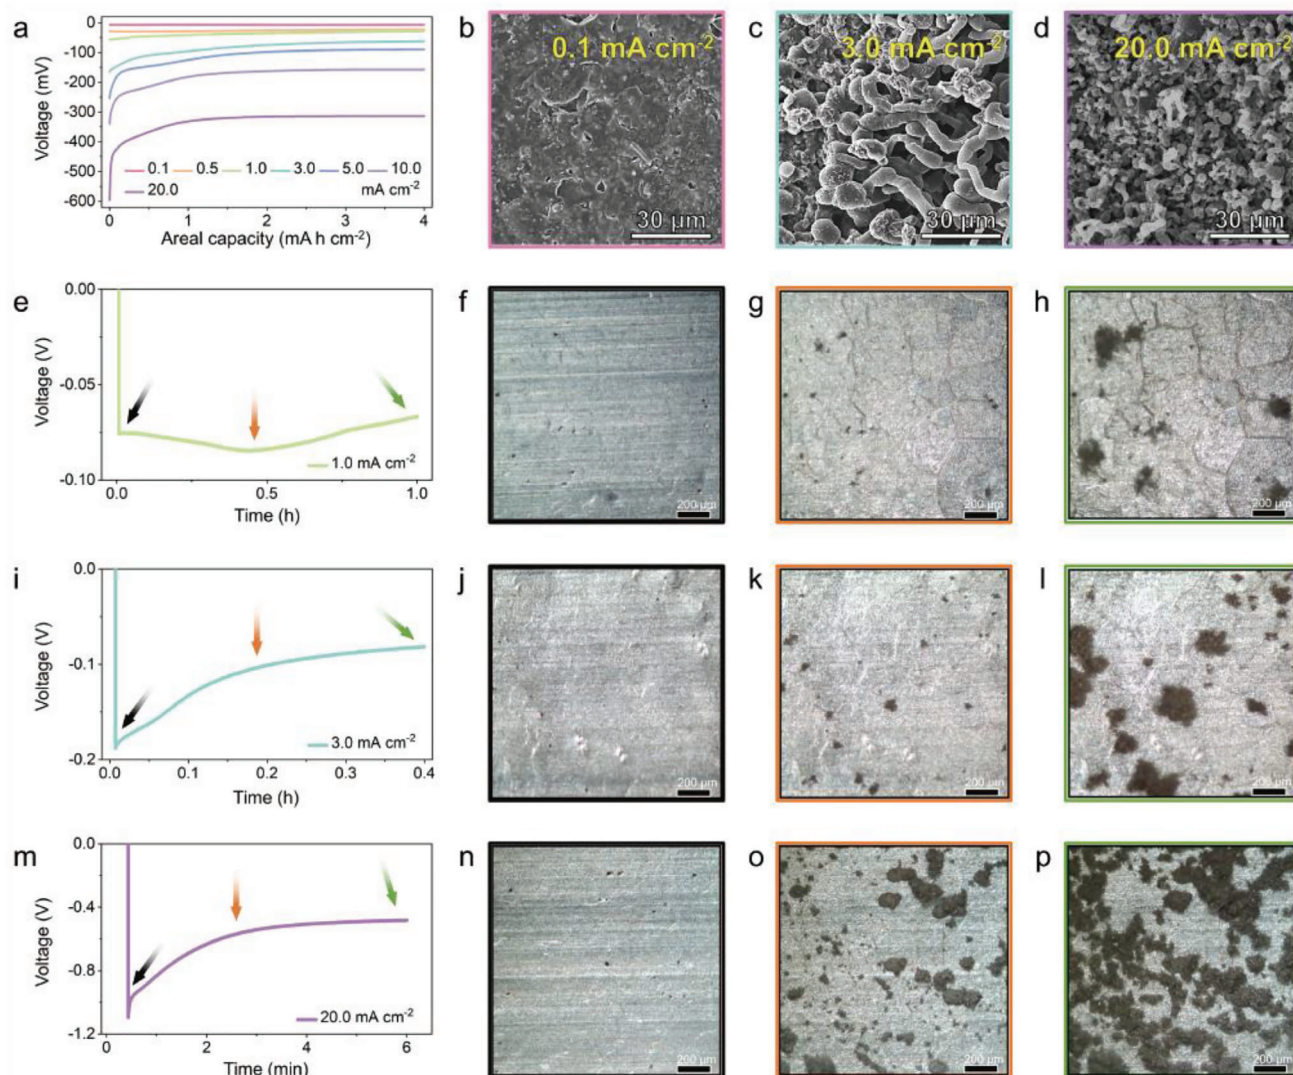 a
0
-100
-200
-300
-400
-500
-600
Voltage (mV)
0.1 0.5 1.0 3.0 5.0 10.0
20.0 mA cm-2
0 1 2 3 4
Areal capacity (mA h cm-2)
b
0.1 mA cm-2
30 μm
c
3.0 mA cm-2
30 μm
d
20.0 mA cm-2
30 μm
e
0.00
-0.05
-0.10
Voltage (V)
1.0 mA cm-2
0.0 0.5 1.0
Time (h)
f
200 μm
g
200 μm
h
200 μm
i
0.0
-0.1
-0.2
Voltage (V)
3.0 mA cm-2
0.0 0.1 0.2 0.3 0.4
Time (h)
j
200 μm
k
200 μm
l
200 μm
m
0.0
-0.4
-0.8
-1.2
Voltage (V)
20.0 mA cm-2
0 2 4 6
Time (min)
n
200 μm
o
200 μm
p
200 μm